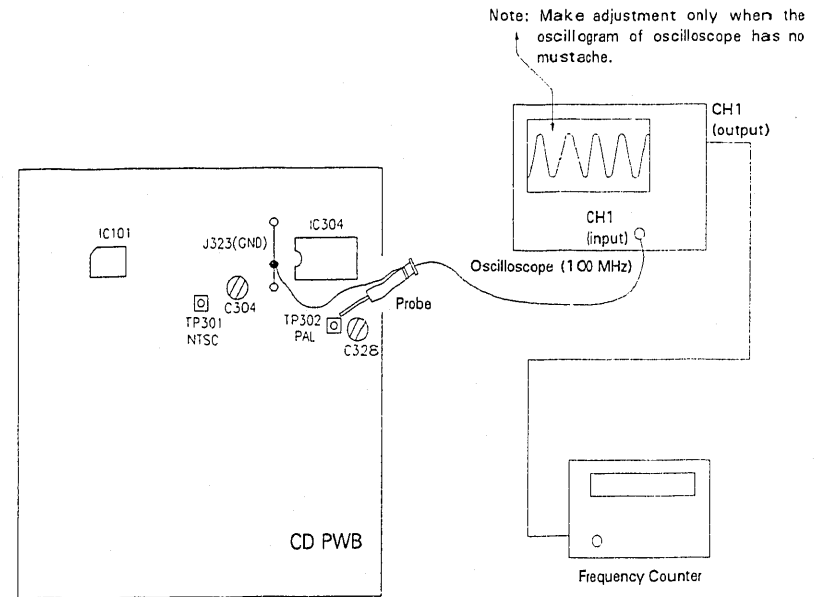 Note: Make adjustment only when the
oscillogram of oscilloscope has no
mustache.
CH1
(output)
CH1
(input)
Oscilloscope (100 MHz)
IC101
J323(GND)
IC304
C304
TP301
NTSC
TP302
PAL
C328
Probe
CD PWB
Frequency Counter